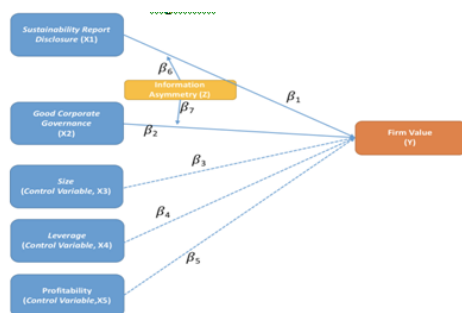 Sustainability Report
Disclosure (X1)
β6
Information
Asymmetry (Z)
β7
β1
Good Corporate
Governance
(X2)
β2
Firm Value
(Y)
β3
Size
(Control Variable, X3)
β4
Leverage
(Control Variable, X4)
β5
Profitability
(Control Variable,X5)